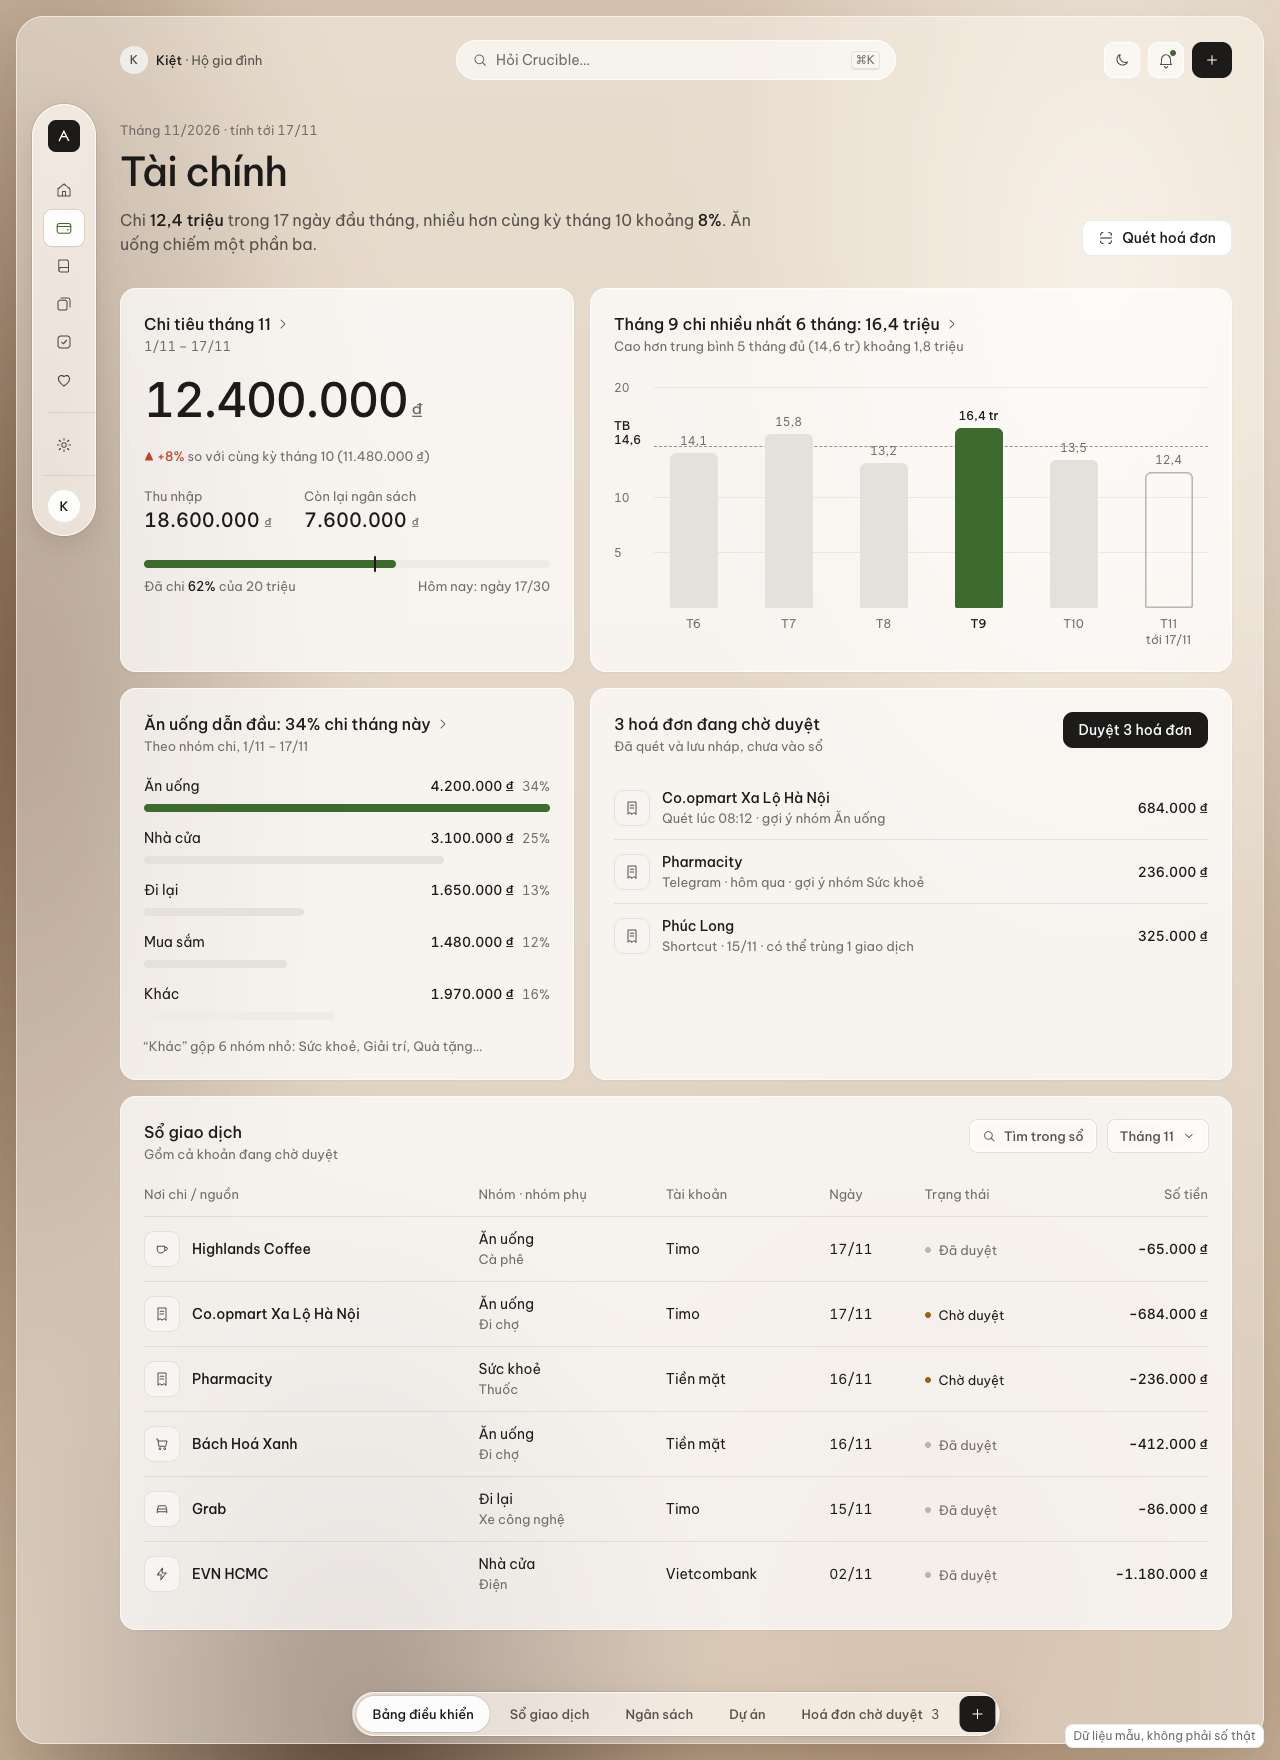 K Kiệt · Hộ gia đình
Hỏi Crucible... ⌘K
Tháng 11/2026 · tính tới 17/11
Tài chính
Chi 12,4 triệu trong 17 ngày đầu tháng, nhiều hơn cùng kỳ tháng 10 khoảng 8%. Ăn
uống chiếm một phần ba.
Quét hoá đơn
K
Chi tiêu tháng 11
1/11 – 17/11
12.400.000 đ
+8% so với cùng kỳ tháng 10 (11.480.000 ₫)
Thu nhập
18.600.000 ₫
Còn lại ngân sách
7.600.000 ₫
Đã chi 62% của 20 triệu
Hôm nay: ngày 17/30
Tháng 9 chi nhiều nhất 6 tháng: 16,4 triệu
Cao hơn trung bình 5 tháng đủ (14,6 tr) khoảng 1,8 triệu
20
TB
14,6
10
5
14,1
15,8
13,2
16,4 tr
13,5
12,4
T6
T7
T8
T9
T10
T11
tới 17/11
Ăn uống dẫn đầu: 34% chi tháng này
Theo nhóm chi, 1/11 – 17/11
Ăn uống 4.200.000 ₫ 34%
Nhà cửa 3.100.000 ₫ 25%
Đi lại 1.650.000 ₫ 13%
Mua sắm 1.480.000 ₫ 12%
Khác 1.970.000 ₫ 16%
“Khác” gộp 6 nhóm nhỏ: Sức khoẻ, Giải trí, Quà tặng...
3 hoá đơn đang chờ duyệt
Đã quét và lưu nháp, chưa vào sổ
Duyệt 3 hoá đơn
Co.opmart Xa Lộ Hà Nội
Quét lúc 08:12 · gợi ý nhóm Ăn uống
684.000 ₫
Pharmacity
Telegram · hôm qua · gợi ý nhóm Sức khoẻ
236.000 ₫
Phúc Long
Shortcut · 15/11 · có thể trùng 1 giao dịch
325.000 ₫
Sổ giao dịch
Gồm cả khoản đang chờ duyệt
Tìm trong sổ
Tháng 11
Nơi chi / nguồn Nhóm · nhóm phụ Tài khoản Ngày Trạng thái Số tiền
Highlands Coffee Ăn uống Timo 17/11 Đã duyệt −65.000 ₫
Cà phê
Co.opmart Xa Lộ Hà Nội Ăn uống Timo 17/11 Chờ duyệt −684.000 ₫
Đi chợ
Pharmacity Sức khoẻ Tiền mặt 16/11 Chờ duyệt −236.000 ₫
Thuốc
Bách Hoá Xanh Ăn uống Tiền mặt 16/11 Đã duyệt −412.000 ₫
Đi chợ
Grab Đi lại Timo 15/11 Đã duyệt −86.000 ₫
Xe công nghệ
EVN HCMC Nhà cửa Vietcombank 02/11 Đã duyệt −1.180.000 ₫
Điện
Bảng điều khiển Sổ giao dịch Ngân sách Dự án Hoá đơn chờ duyệt 3
Dữ liệu mẫu, không phải số thật